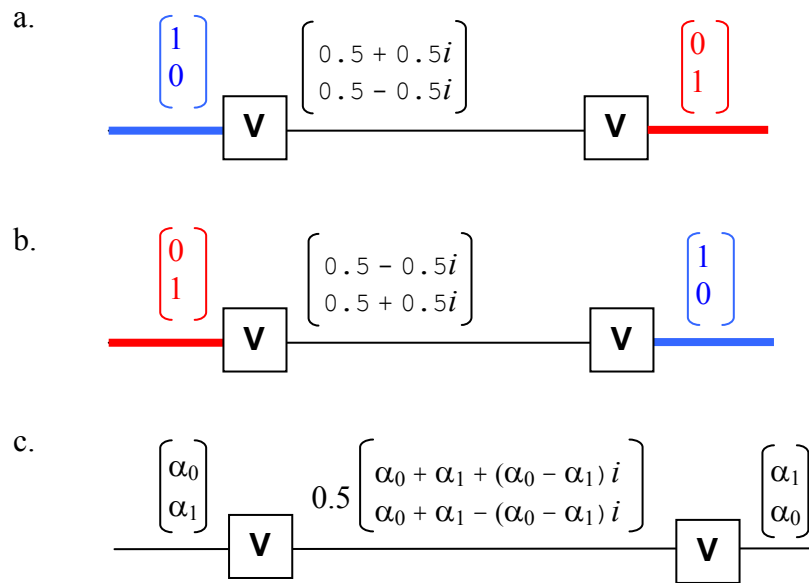 a.
1 0.5 + 0.5i 0
0 0.5 − 0.5i 1
V V
b.
0 0.5 − 0.5i 1
1 0.5 + 0.5i 0
V V
c.
α₀ 0.5 α₀ + α₁ + (α₀ − α₁) i α₁
α₁ α₀ + α₁ − (α₀ − α₁) i α₀
V V